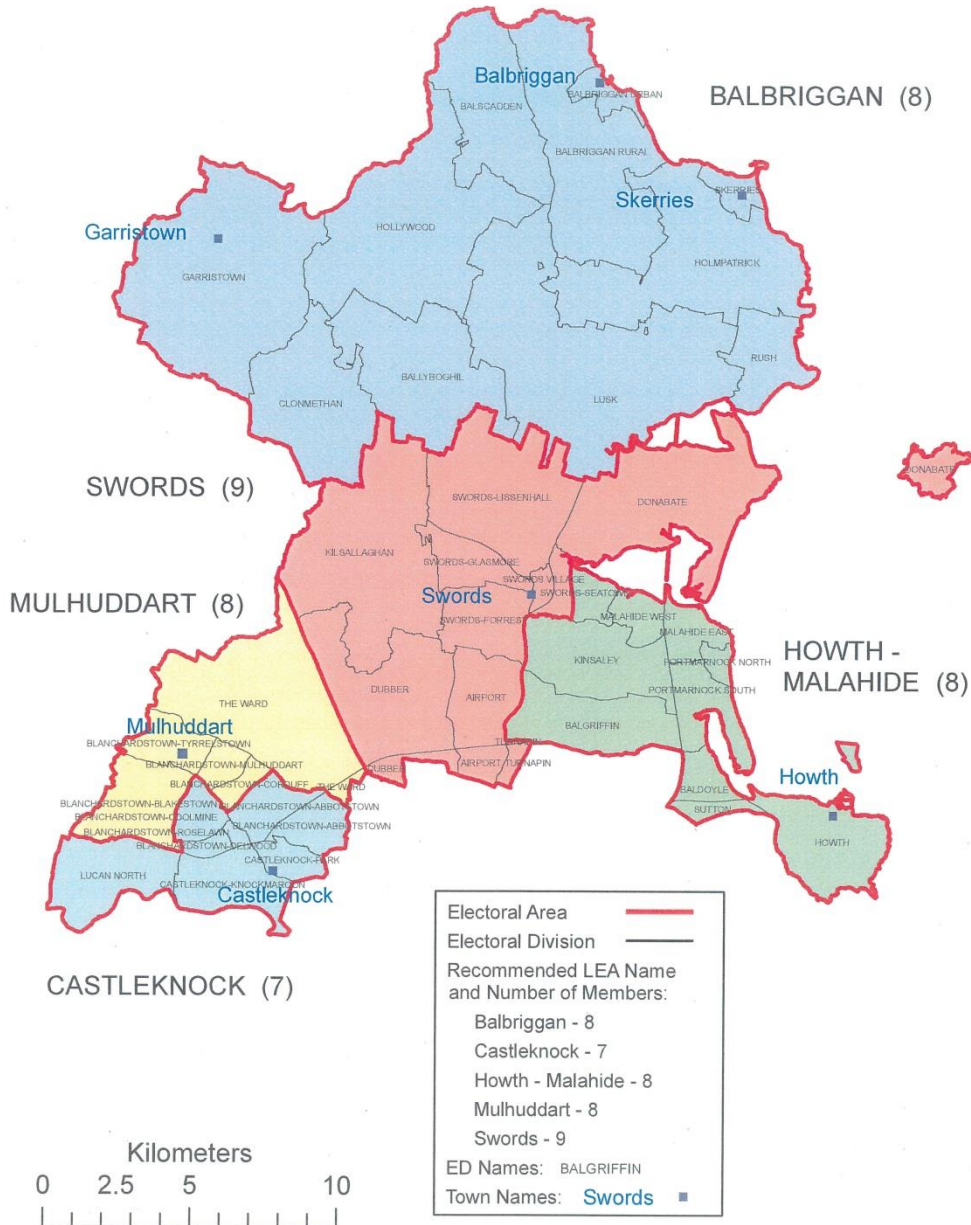 Balbriggan
BALBRIGGAN (8)
BALBRIGGAN URBAN
BALSCADDEN
BALBRIGGAN RURAL
SKERRIES
Skerries
Garristown
HOLLYWOOD
HOLMPATRICK
GARRISTOWN
RUSH
BALLYBOGHIL
CLONMETHAN
LUSK
DONABATE
SWORDS (9)
SWORDS-LISSENHALL
DONABATE
KILSALLAGHAN
SWORDS-GLASMORE
SWORDS VILLAGE
Swords
SWORDS-SEATOWN
MULHUDDART (8)
SWORDS-FORREST
MALAHIDE WEST
MALAHIDE EAST
HOWTH -
MALAHIDE (8)
KINSALEY
PORTMARNOCK NORTH
DUBBER
AIRPORT
PORTMARNOCK SOUTH
THE WARD
BALGRIFFIN
Mulhuddart
BLANCHARDSTOWN-TYRRELSTOWN
TURNAPIN
BLANCHARDSTOWN-MULHUDDART
DUBBER
AIRPORT TURNAPIN
Howth
BLANCHARDSTOWN-CORDUFF
THE WARD
BALDOYLE
BLANCHARDSTOWN-BLAKESTOWN
BLANCHARDSTOWN-ABBOTSTOWN
SUTTON
BLANCHARDSTOWN-COOLMINE
BLANCHARDSTOWN-ABBOTSTOWN
BLANCHARDSTOWN-ROSELAWN
HOWTH
BLANCHARDSTOWN-DELWOOD
CASTLEKNOCK-PARK
LUCAN NORTH
CASTLEKNOCK-KNOCKMAROON
Castleknock
CASTLEKNOCK (7)
Electoral Area
Electoral Division
Recommended LEA Name
and Number of Members:
Balbriggan - 8
Castleknock - 7
Howth - Malahide - 8
Mulhuddart - 8
Swords - 9
ED Names: BALGRIFFIN
Town Names: Swords
Kilometers
0 2.5 5 10